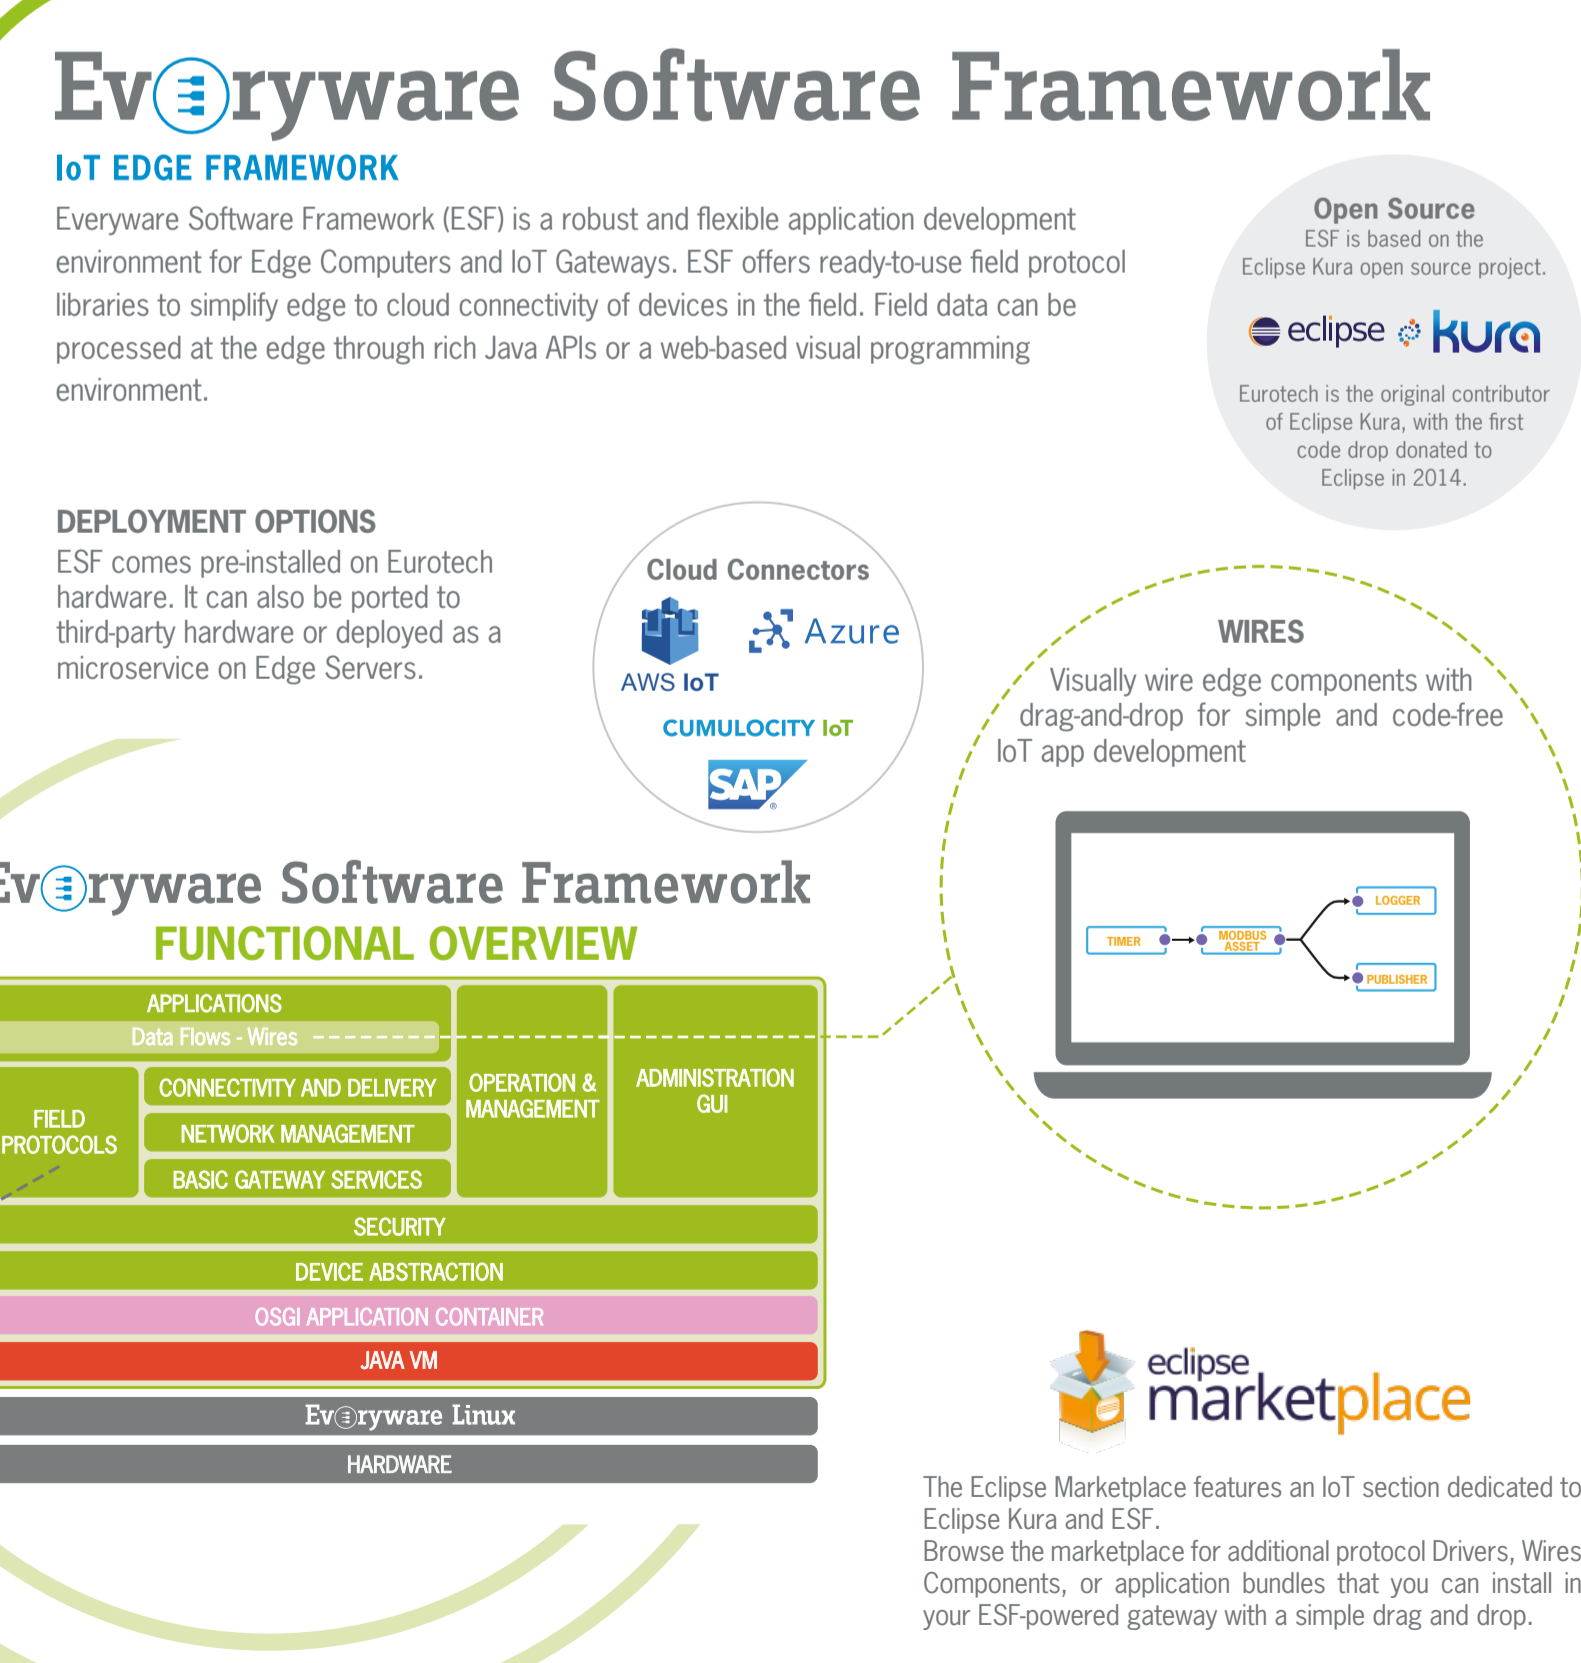 Everyware Software Framework
IoT EDGE FRAMEWORK
Everyware Software Framework (ESF) is a robust and flexible application development
environment for Edge Computers and IoT Gateways. ESF offers ready-to-use field protocol
libraries to simplify edge to cloud connectivity of devices in the field. Field data can be
processed at the edge through rich Java APIs or a web-based visual programming
environment.
Open Source
ESF is based on the
Eclipse Kura open source project.
eclipse kura
Eurotech is the original contributor
of Eclipse Kura, with the first
code drop donated to
Eclipse in 2014.
DEPLOYMENT OPTIONS
ESF comes pre-installed on Eurotech
hardware. It can also be ported to
third-party hardware or deployed as a
microservice on Edge Servers.
Cloud Connectors
AWS IoT
Azure
CUMULOCITY IoT
SAP®
WIRES
Visually wire edge components with
drag-and-drop for simple and code-free
IoT app development
TIMER
MODBUS
ASSET
LOGGER
PUBLISHER
Everyware Software Framework
FUNCTIONAL OVERVIEW
APPLICATIONS
Data Flows - Wires
FIELD
PROTOCOLS
CONNECTIVITY AND DELIVERY
NETWORK MANAGEMENT
BASIC GATEWAY SERVICES
OPERATION &
MANAGEMENT
ADMINISTRATION
GUI
SECURITY
DEVICE ABSTRACTION
OSGI APPLICATION CONTAINER
JAVA VM
Everyware Linux
HARDWARE
eclipse
marketplace
The Eclipse Marketplace features an IoT section dedicated to
Eclipse Kura and ESF.
Browse the marketplace for additional protocol Drivers, Wires
Components, or application bundles that you can install in
your ESF-powered gateway with a simple drag and drop.